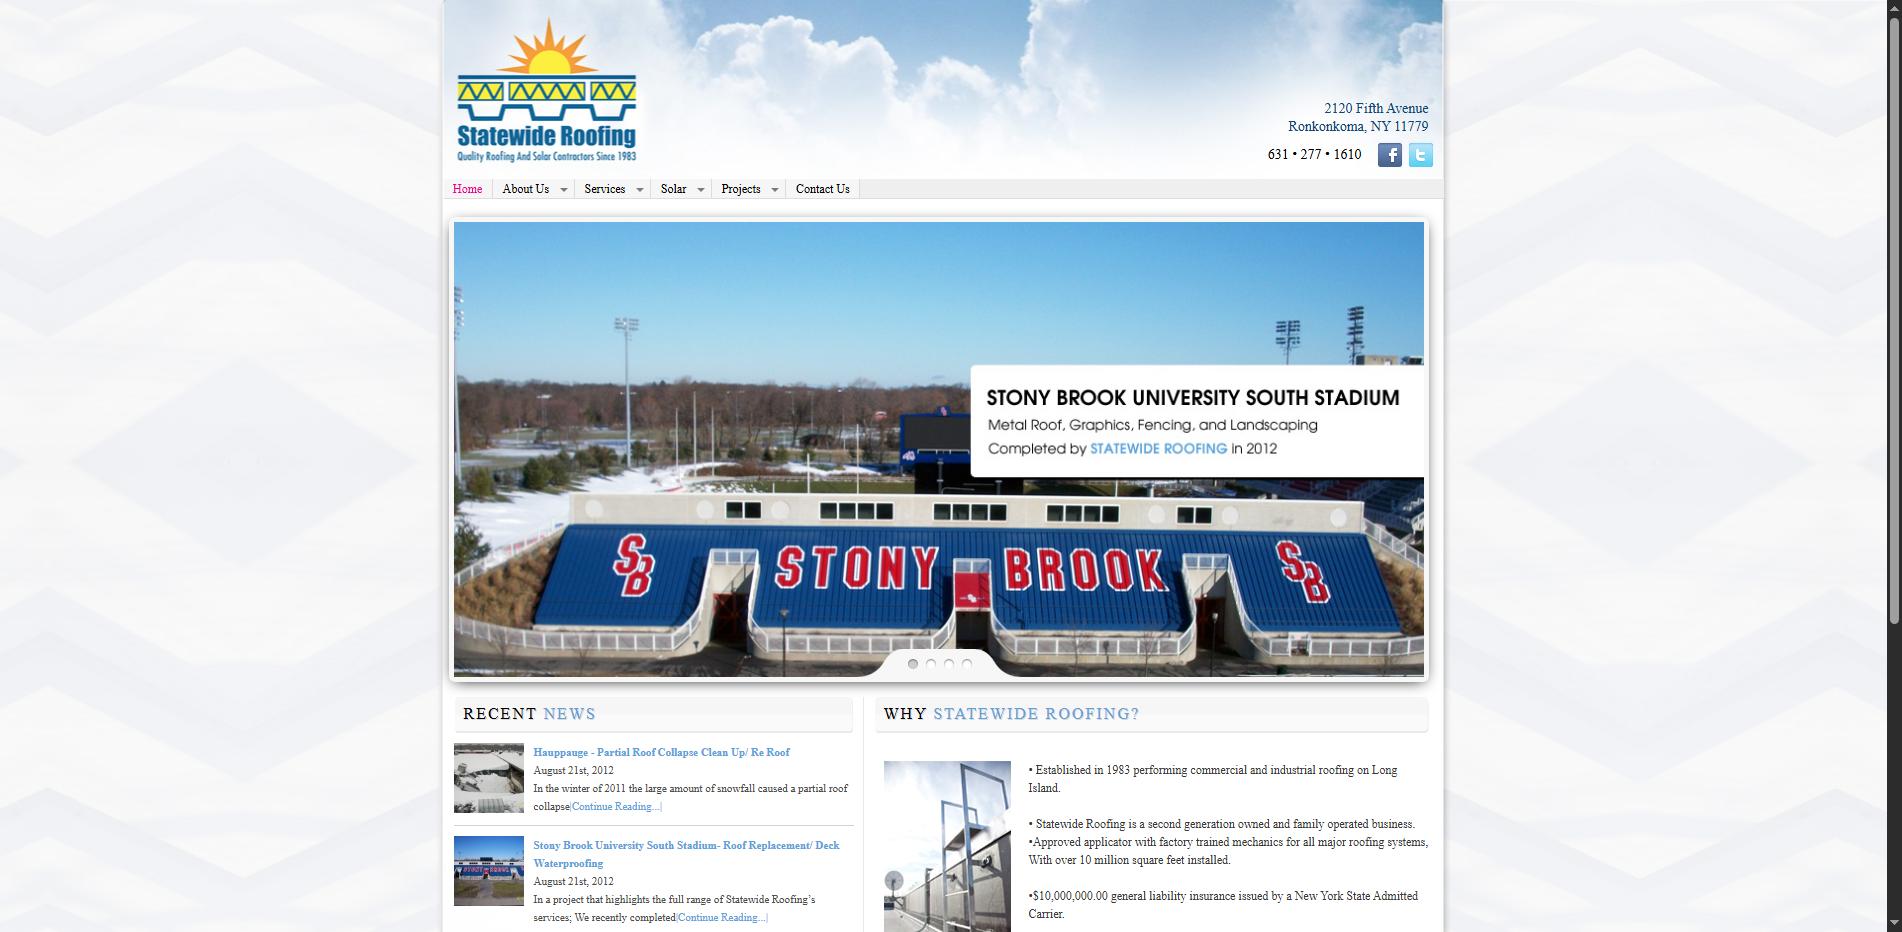 Statewide Roofing
Quality Roofing And Solar Contractors Since 1983
2120 Fifth Avenue
Ronkonkoma, NY 11779
631 • 277 • 1610
f
t
Home
About Us
Services
Solar
Projects
Contact Us
STONY BROOK UNIVERSITY SOUTH STADIUM
Metal Roof, Graphics, Fencing, and Landscaping
Completed by STATEWIDE ROOFING in 2012
SB STONY BROOK SB
RECENT NEWS
Hauppauge - Partial Roof Collapse Clean Up/ Re Roof
August 21st, 2012
In the winter of 2011 the large amount of snowfall caused a partial roof
collapse[Continue Reading...]
Stony Brook University South Stadium- Roof Replacement/ Deck
Waterproofing
August 21st, 2012
In a project that highlights the full range of Statewide Roofing’s
services; We recently completed[Continue Reading...]
WHY STATEWIDE ROOFING?
• Established in 1983 performing commercial and industrial roofing on Long
Island.
• Statewide Roofing is a second generation owned and family operated business.
•Approved applicator with factory trained mechanics for all major roofing systems,
With over 10 million square feet installed.
•$10,000,000.00 general liability insurance issued by a New York State Admitted
Carrier.